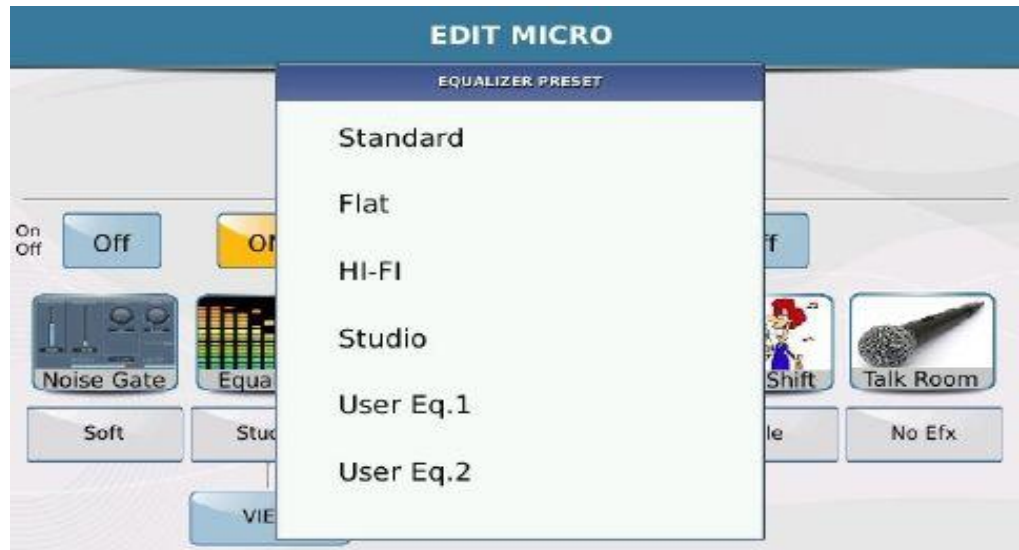 EDIT MICRO
EQUALIZER PRESET
Standard
Flat
HI-FI
Studio
User Eq.1
User Eq.2
On
Off
Off
Noise Gate
Shift
Talk Room
Soft
No Efx